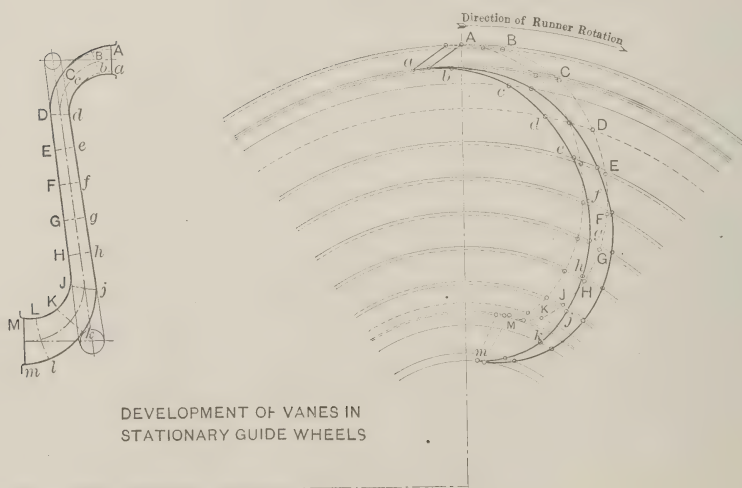 Direction of Runner Rotation
A
B
A
a
b
C
c
D
d
E
e
F
f
G
g
H
h
J
j
K
k
L
M
m
l
A
B
a
b
C
c
d
D
e
E
f
F
g
G
h
H
J
K
j
M
k
m
DEVELOPMENT OF VANES IN
STATIONARY GUIDE WHEELS